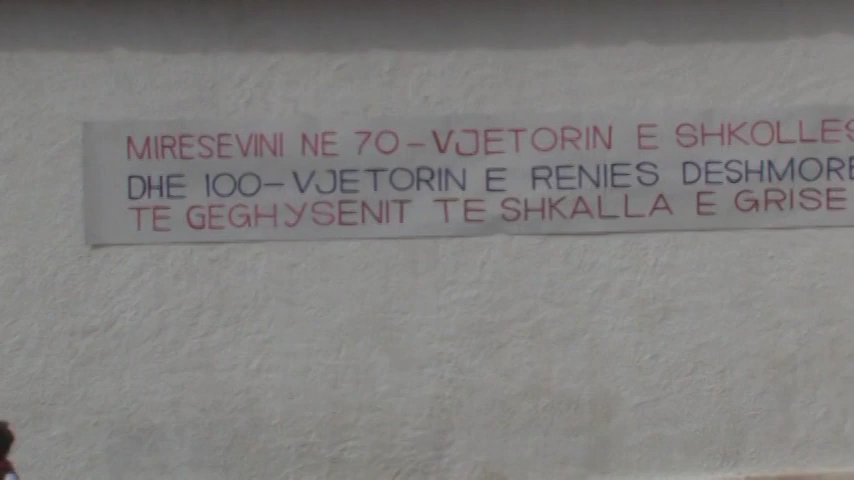 MIRESEVINI NE 70-VJETORIN E SHKOLLES
DHE 100-VJETORIN E RENIES DESHMORE
TE GEGHYSENIT TE SHKALLA E GRISE